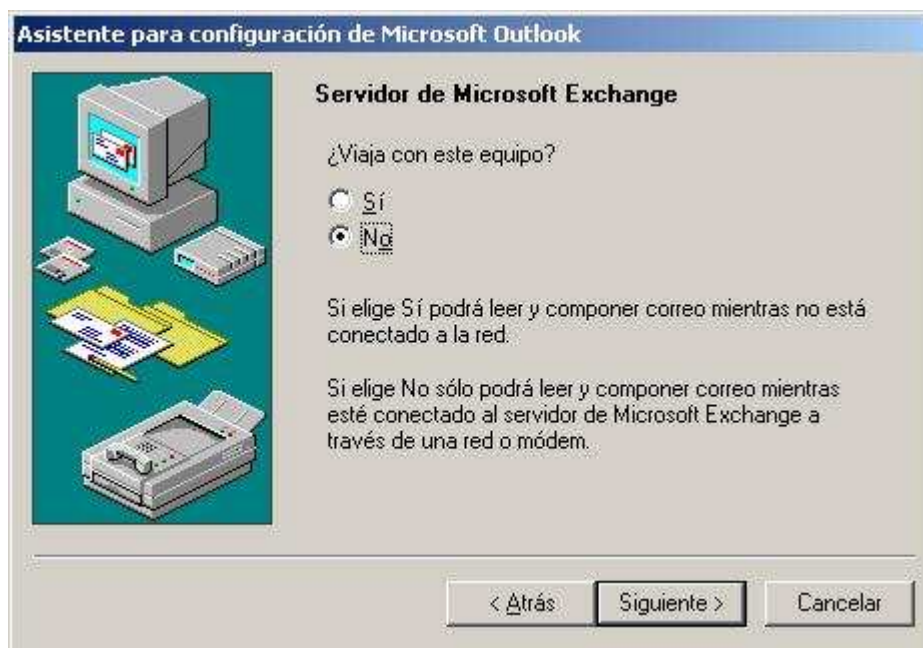 Asistente para configuración de Microsoft Outlook
Servidor de Microsoft Exchange
¿Viaja con este equipo?
Sí
No
Si elige Sí podrá leer y componer correo mientras no está
conectado a la red.
Si elige No sólo podrá leer y componer correo mientras
esté conectado al servidor de Microsoft Exchange a
través de una red o módem.
< Atrás
Siguiente >
Cancelar